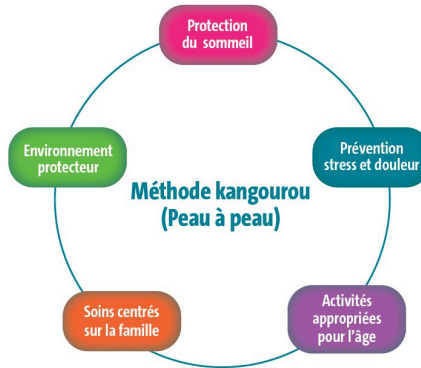 Protection
du sommeil
Environnement
protecteur
Prévention
stress et douleur
Méthode kangourou
(Peau à peau)
Soins centrés
sur la famille
Activités
appropriées
pour l'âge